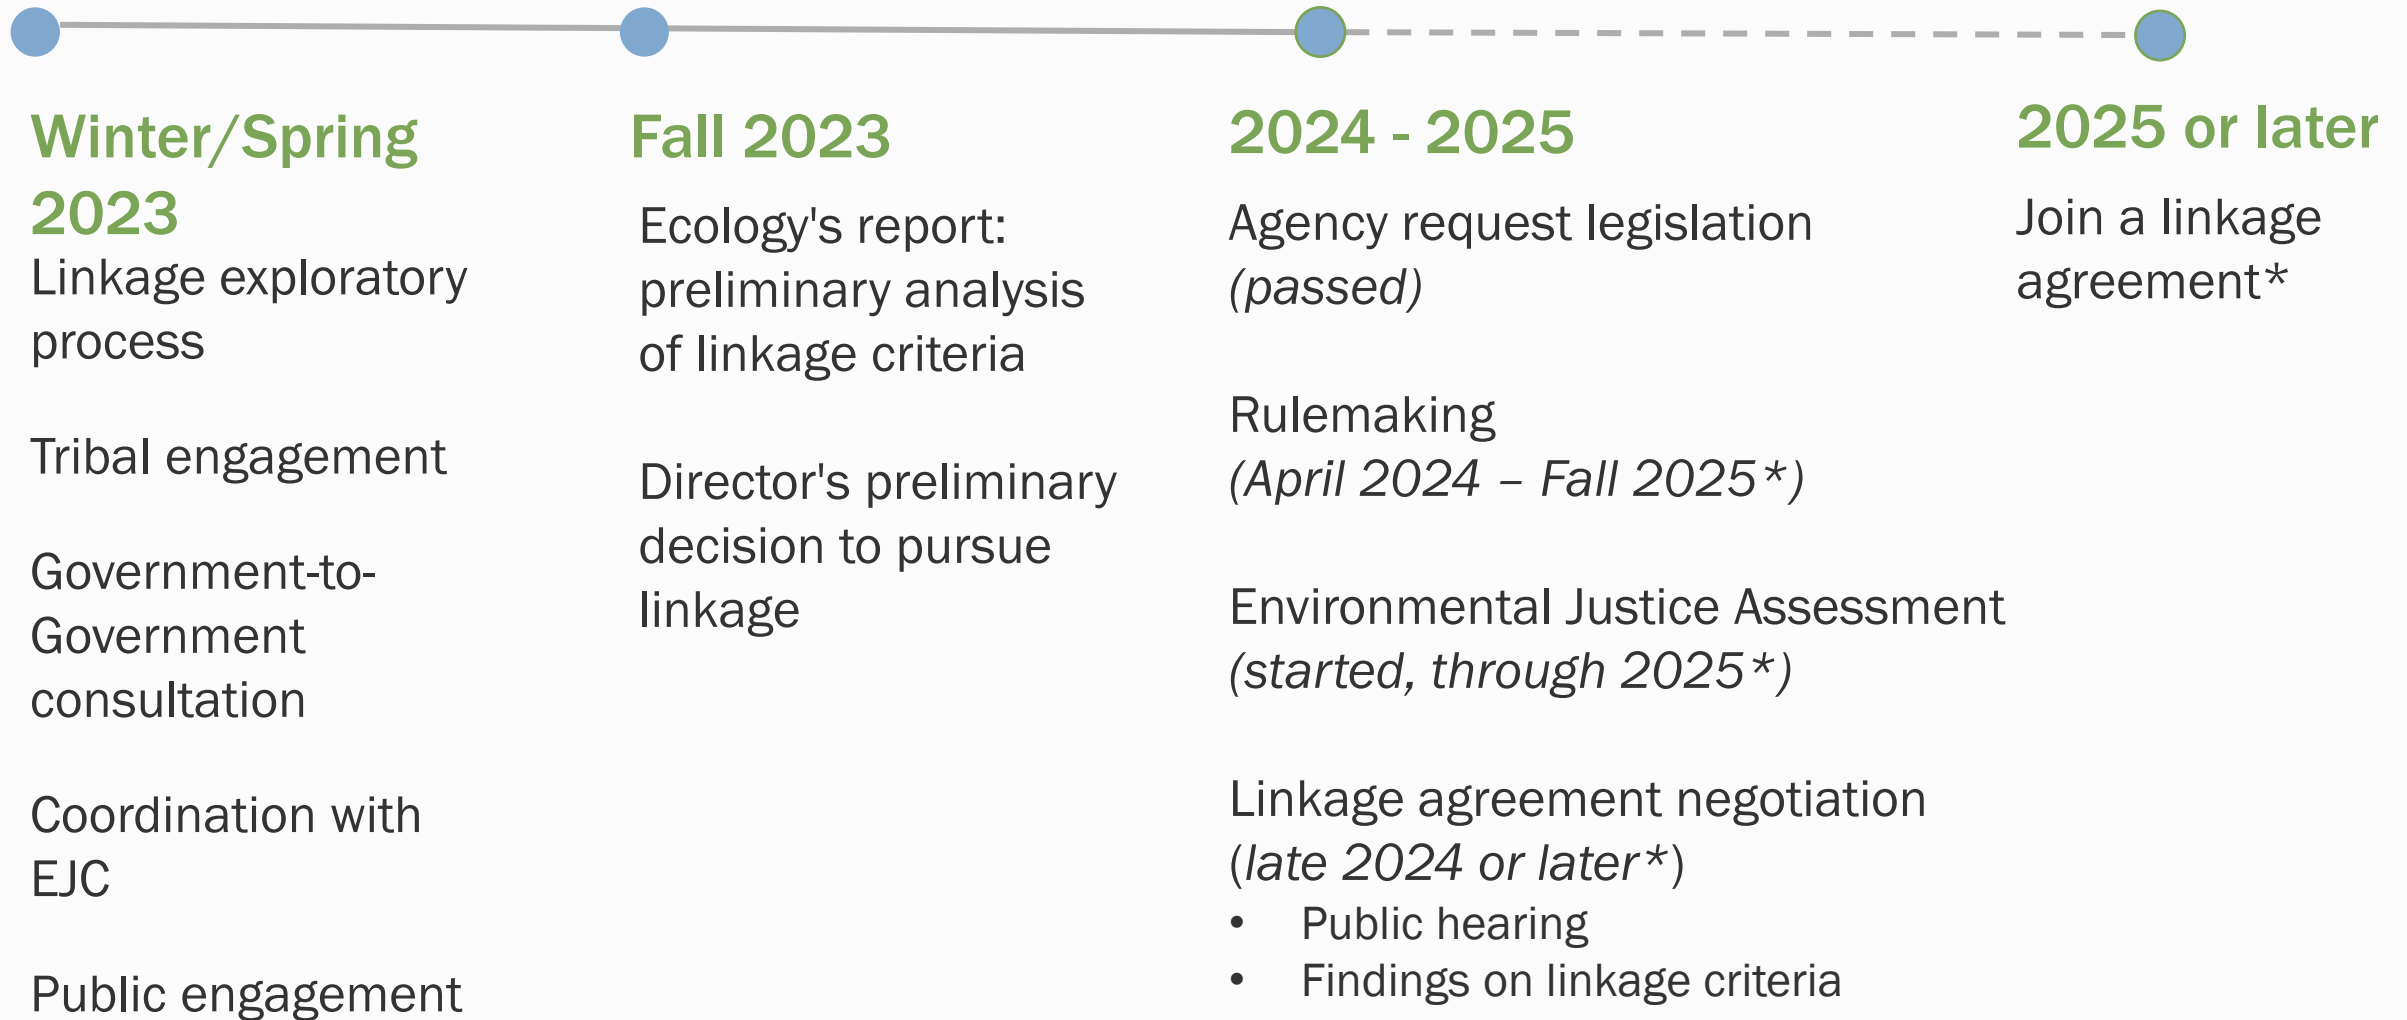 Winter/Spring
2023
Linkage exploratory
process
Tribal engagement
Government-to-
Government
consultation
Coordination with
EJC
Public engagement
Fall 2023
Ecology's report:
preliminary analysis
of linkage criteria
Director's preliminary
decision to pursue
linkage
2024 - 2025
Agency request legislation
(passed)
Rulemaking
(April 2024 – Fall 2025*)
Environmental Justice Assessment
(started, through 2025*)
Linkage agreement negotiation
(late 2024 or later*)
• Public hearing
• Findings on linkage criteria
2025 or later
Join a linkage
agreement*